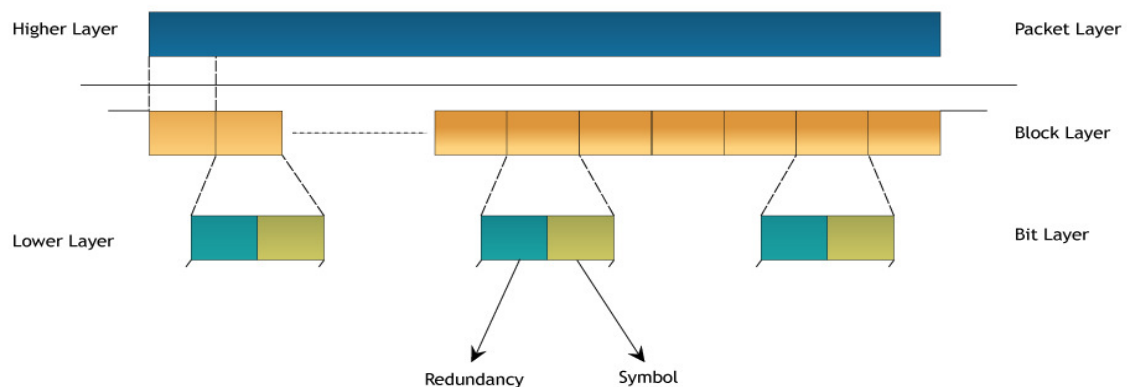 Higher Layer
Packet Layer
Block Layer
Lower Layer
Bit Layer
Redundancy
Symbol